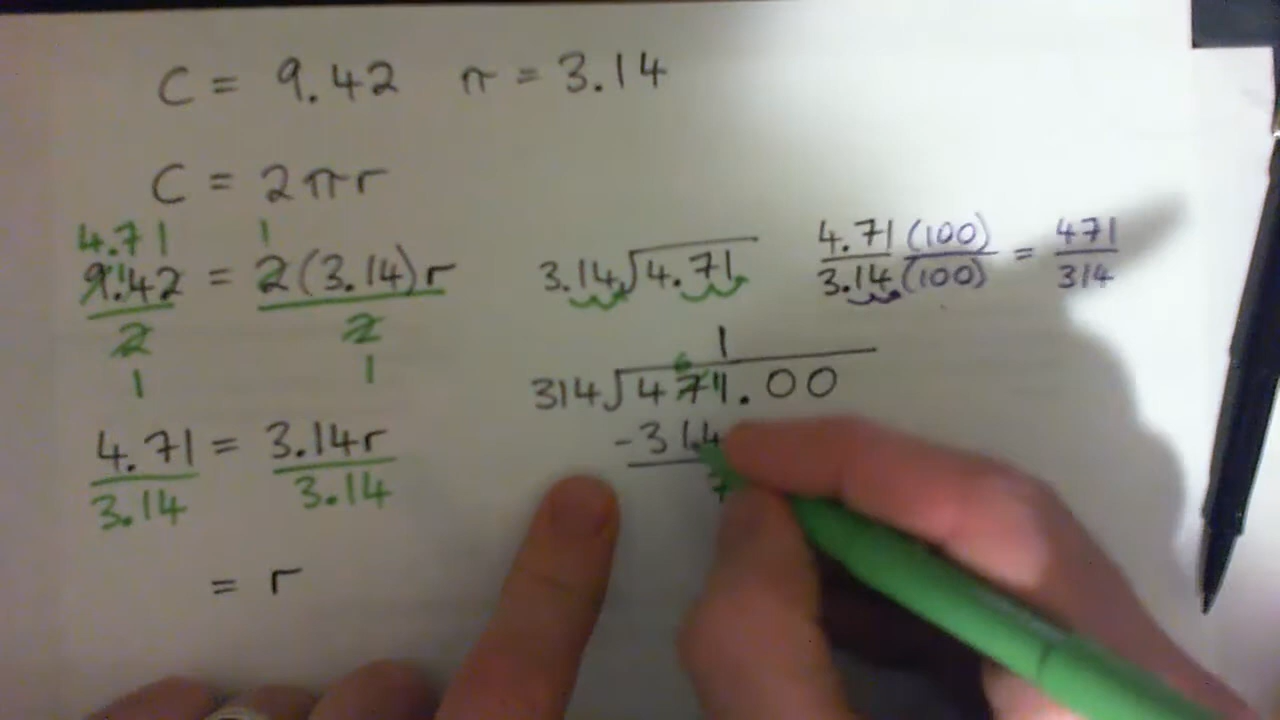 C = 9.42 π = 3.14
C = 2πr
4.71 1
9.42 = 2(3.14)r
2 2
1 1
4.71 = 3.14r
3.14 3.14
= r
3.14 4.71
4.71 (100) = 471
3.14 (100) 314
1
6
314 471.00
-314
7